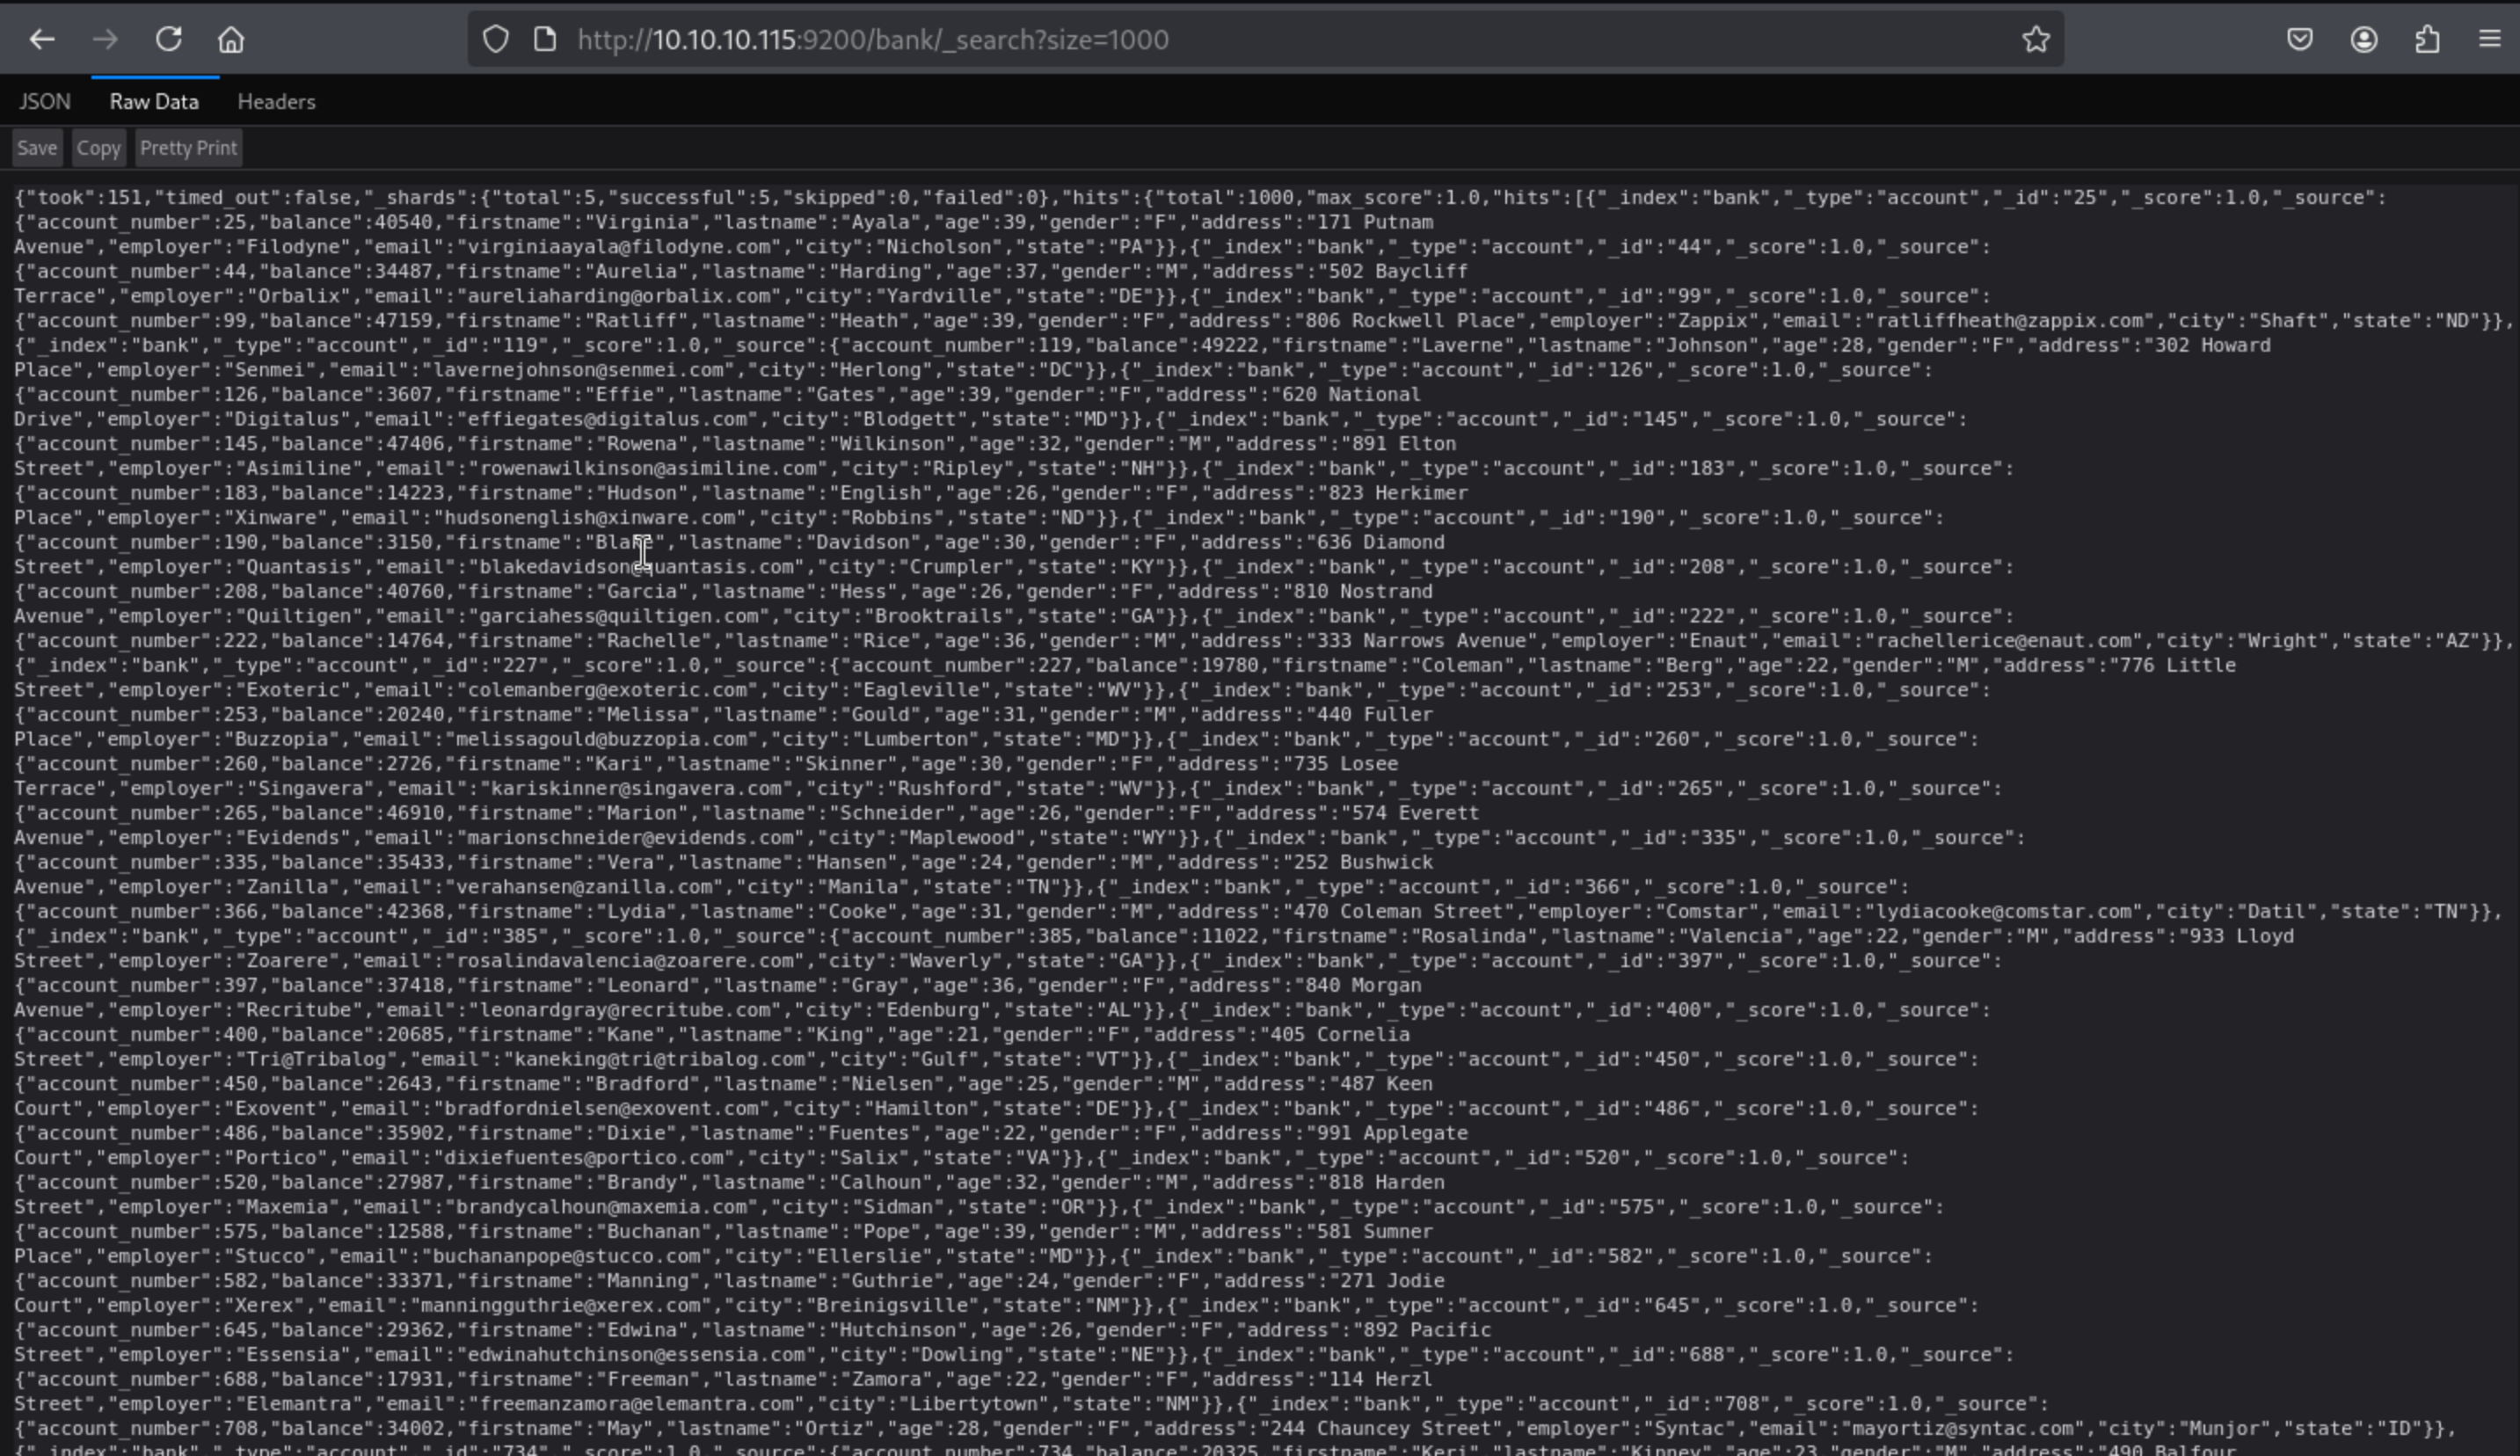 http://10.10.10.115:9200/bank/_search?size=1000
JSON Raw Data Headers
Save Copy Pretty Print
{"took":151,"timed_out":false,"_shards":{"total":5,"successful":5,"skipped":0,"failed":0},"hits":{"total":1000,"max_score":1.0,"hits":[{"_index":"bank","_type":"account","_id":"25","_score":1.0,"_source":
{"account_number":25,"balance":40540,"firstname":"Virginia","lastname":"Ayala","age":39,"gender":"F","address":"171 Putnam
Avenue","employer":"Filodyne","email":"virginiaayala@filodyne.com","city":"Nicholson","state":"PA"}},{"_index":"bank","_type":"account","_id":"44","_score":1.0,"_source":
{"account_number":44,"balance":34487,"firstname":"Aurelia","lastname":"Harding","age":37,"gender":"M","address":"502 Baycliff
Terrace","employer":"Orbalix","email":"aureliaharding@orbalix.com","city":"Yardville","state":"DE"}},{"_index":"bank","_type":"account","_id":"99","_score":1.0,"_source":
{"account_number":99,"balance":47159,"firstname":"Ratliff","lastname":"Heath","age":39,"gender":"F","address":"806 Rockwell Place","employer":"Zappix","email":"ratliffheath@zappix.com","city":"Shaft","state":"ND"}},
{"_index":"bank","_type":"account","_id":"119","_score":1.0,"_source":{"account_number":119,"balance":49222,"firstname":"Laverne","lastname":"Johnson","age":28,"gender":"F","address":"302 Howard
Place","employer":"Senmei","email":"lavernejohnson@senmei.com","city":"Herlong","state":"DC"}},{"_index":"bank","_type":"account","_id":"126","_score":1.0,"_source":
{"account_number":126,"balance":3607,"firstname":"Effie","lastname":"Gates","age":39,"gender":"F","address":"620 National
Drive","employer":"Digitalus","email":"effiegates@digitalus.com","city":"Blodgett","state":"MD"}},{"_index":"bank","_type":"account","_id":"145","_score":1.0,"_source":
{"account_number":145,"balance":47406,"firstname":"Rowena","lastname":"Wilkinson","age":32,"gender":"M","address":"891 Elton
Street","employer":"Asimiline","email":"rowenawilkinson@asimiline.com","city":"Ripley","state":"NH"}},{"_index":"bank","_type":"account","_id":"183","_score":1.0,"_source":
{"account_number":183,"balance":14223,"firstname":"Hudson","lastname":"English","age":26,"gender":"F","address":"823 Herkimer
Place","employer":"Xinware","email":"hudsonenglish@xinware.com","city":"Robbins","state":"ND"}},{"_index":"bank","_type":"account","_id":"190","_score":1.0,"_source":
{"account_number":190,"balance":3150,"firstname":"Blake","lastname":"Davidson","age":30,"gender":"F","address":"636 Diamond
Street","employer":"Quantasis","email":"blakedavidson@quantasis.com","city":"Crumpler","state":"KY"}},{"_index":"bank","_type":"account","_id":"208","_score":1.0,"_source":
{"account_number":208,"balance":40760,"firstname":"Garcia","lastname":"Hess","age":26,"gender":"F","address":"810 Nostrand
Avenue","employer":"Quiltigen","email":"garciahess@quiltigen.com","city":"Brooktrails","state":"GA"}},{"_index":"bank","_type":"account","_id":"222","_score":1.0,"_source":
{"account_number":222,"balance":14764,"firstname":"Rachelle","lastname":"Rice","age":36,"gender":"M","address":"333 Narrows Avenue","employer":"Enaut","email":"rachellerice@enaut.com","city":"Wright","state":"AZ"}},
{"_index":"bank","_type":"account","_id":"227","_score":1.0,"_source":{"account_number":227,"balance":19780,"firstname":"Coleman","lastname":"Berg","age":22,"gender":"M","address":"776 Little
Street","employer":"Exoteric","email":"colemanberg@exoteric.com","city":"Eagleville","state":"WV"}},{"_index":"bank","_type":"account","_id":"253","_score":1.0,"_source":
{"account_number":253,"balance":20240,"firstname":"Melissa","lastname":"Gould","age":31,"gender":"M","address":"440 Fuller
Place","employer":"Buzzopia","email":"melissagould@buzzopia.com","city":"Lumberton","state":"MD"}},{"_index":"bank","_type":"account","_id":"260","_score":1.0,"_source":
{"account_number":260,"balance":2726,"firstname":"Kari","lastname":"Skinner","age":30,"gender":"F","address":"735 Losee
Terrace","employer":"Singavera","email":"kariskinner@singavera.com","city":"Rushford","state":"WV"}},{"_index":"bank","_type":"account","_id":"265","_score":1.0,"_source":
{"account_number":265,"balance":46910,"firstname":"Marion","lastname":"Schneider","age":26,"gender":"F","address":"574 Everett
Avenue","employer":"Evidends","email":"marionschneider@evidends.com","city":"Maplewood","state":"WY"}},{"_index":"bank","_type":"account","_id":"335","_score":1.0,"_source":
{"account_number":335,"balance":35433,"firstname":"Vera","lastname":"Hansen","age":24,"gender":"M","address":"252 Bushwick
Avenue","employer":"Zanilla","email":"verahansen@zanilla.com","city":"Manila","state":"TN"}},{"_index":"bank","_type":"account","_id":"366","_score":1.0,"_source":
{"account_number":366,"balance":42368,"firstname":"Lydia","lastname":"Cooke","age":31,"gender":"M","address":"470 Coleman Street","employer":"Comstar","email":"lydiacooke@comstar.com","city":"Datil","state":"TN"}},
{"_index":"bank","_type":"account","_id":"385","_score":1.0,"_source":{"account_number":385,"balance":11022,"firstname":"Rosalinda","lastname":"Valencia","age":22,"gender":"M","address":"933 Lloyd
Street","employer":"Zoarere","email":"rosalindavalencia@zoarere.com","city":"Waverly","state":"GA"}},{"_index":"bank","_type":"account","_id":"397","_score":1.0,"_source":
{"account_number":397,"balance":37418,"firstname":"Leonard","lastname":"Gray","age":36,"gender":"F","address":"840 Morgan
Avenue","employer":"Recritube","email":"leonardgray@recritube.com","city":"Edenburg","state":"AL"}},{"_index":"bank","_type":"account","_id":"400","_score":1.0,"_source":
{"account_number":400,"balance":20685,"firstname":"Kane","lastname":"King","age":21,"gender":"F","address":"405 Cornelia
Street","employer":"Tri@Tribalog","email":"kaneking@tri@tribalog.com","city":"Gulf","state":"VT"}},{"_index":"bank","_type":"account","_id":"450","_score":1.0,"_source":
{"account_number":450,"balance":2643,"firstname":"Bradford","lastname":"Nielsen","age":25,"gender":"M","address":"487 Keen
Court","employer":"Exovent","email":"bradfordnielsen@exovent.com","city":"Hamilton","state":"DE"}},{"_index":"bank","_type":"account","_id":"486","_score":1.0,"_source":
{"account_number":486,"balance":35902,"firstname":"Dixie","lastname":"Fuentes","age":22,"gender":"F","address":"991 Applegate
Court","employer":"Portico","email":"dixiefuentes@portico.com","city":"Salix","state":"VA"}},{"_index":"bank","_type":"account","_id":"520","_score":1.0,"_source":
{"account_number":520,"balance":27987,"firstname":"Brandy","lastname":"Calhoun","age":32,"gender":"M","address":"818 Harden
Street","employer":"Maxemia","email":"brandycalhoun@maxemia.com","city":"Sidman","state":"OR"}},{"_index":"bank","_type":"account","_id":"575","_score":1.0,"_source":
{"account_number":575,"balance":12588,"firstname":"Buchanan","lastname":"Pope","age":39,"gender":"M","address":"581 Sumner
Place","employer":"Stucco","email":"buchananpope@stucco.com","city":"Ellerslie","state":"MD"}},{"_index":"bank","_type":"account","_id":"582","_score":1.0,"_source":
{"account_number":582,"balance":33371,"firstname":"Manning","lastname":"Guthrie","age":24,"gender":"F","address":"271 Jodie
Court","employer":"Xerex","email":"manningguthrie@xerex.com","city":"Breinigsville","state":"NM"}},{"_index":"bank","_type":"account","_id":"645","_score":1.0,"_source":
{"account_number":645,"balance":29362,"firstname":"Edwina","lastname":"Hutchinson","age":26,"gender":"F","address":"892 Pacific
Street","employer":"Essensia","email":"edwinahutchinson@essensia.com","city":"Dowling","state":"NE"}},{"_index":"bank","_type":"account","_id":"688","_score":1.0,"_source":
{"account_number":688,"balance":17931,"firstname":"Freeman","lastname":"Zamora","age":22,"gender":"F","address":"114 Herzl
Street","employer":"Elemantra","email":"freemanzamora@elemantra.com","city":"Libertytown","state":"NM"}},{"_index":"bank","_type":"account","_id":"708","_score":1.0,"_source":
{"account_number":708,"balance":34002,"firstname":"May","lastname":"Ortiz","age":28,"gender":"F","address":"244 Chauncey Street","employer":"Syntac","email":"mayortiz@syntac.com","city":"Munjor","state":"ID"}},
{"_index":"bank","_type":"account","_id":"734","_score":1.0,"_source":{"account_number":734,"balance":20325,"firstname":"Keri","lastname":"Kinney","age":23,"gender":"M","address":"490 Balfour